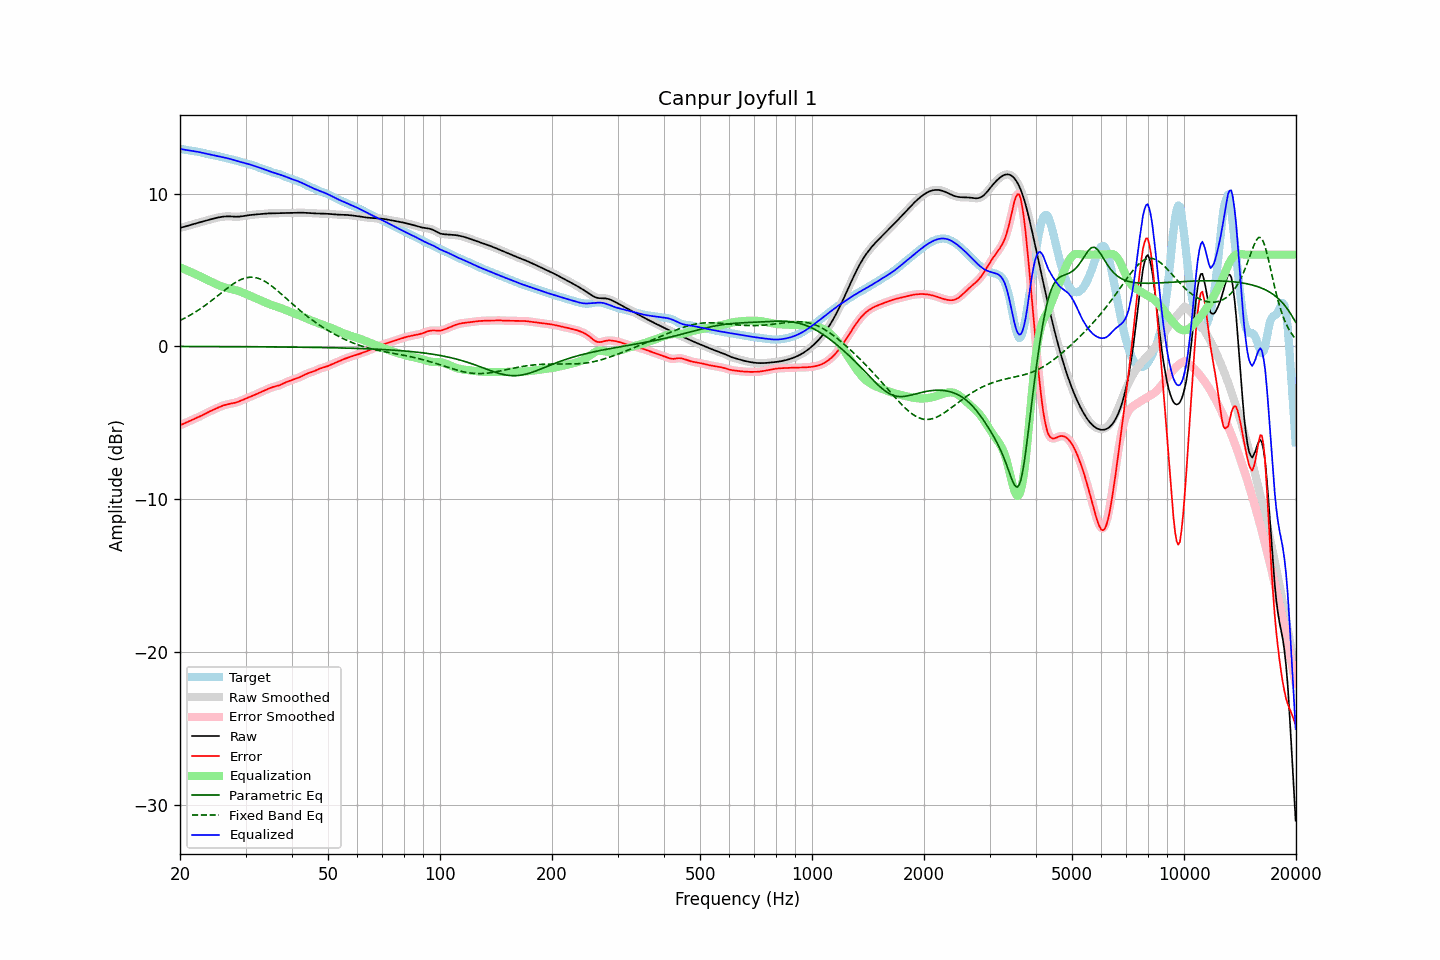 Canpur Joyfull 1
Amplitude (dBr)
10
0
−10
−20
−30
Target
Raw Smoothed
Error Smoothed
Raw
Error
Equalization
Parametric Eq
Fixed Band Eq
Equalized
20 50 100 200 500 1000 2000 5000 10000 20000
Frequency (Hz)